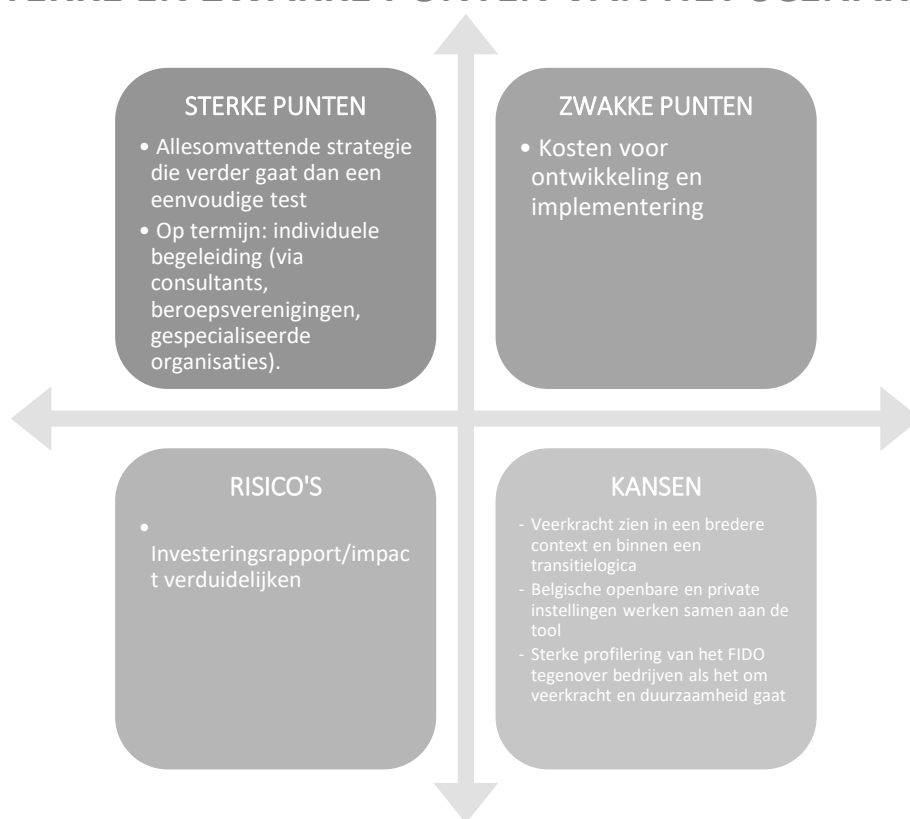 STERKE PUNTEN
• Allesomvattende strategie
die verder gaat dan een
eenvoudige test
• Op termijn: individuele
begeleiding (via
consultants,
beroepsverenigingen,
gespecialiseerde
organisaties).
ZWAKKE PUNTEN
• Kosten voor
ontwikkeling en
implementering
RISICO'S
•
Investeringsrapport/impac
t verduidelijken
KANSEN
- Veerkracht zien in een bredere
context en binnen een
transitielogica
- Belgische openbare en private
instellingen werken samen aan de
tool
- Sterke profilering van het FIDO
tegenover bedrijven als het om
veerkracht en duurzaamheid gaat